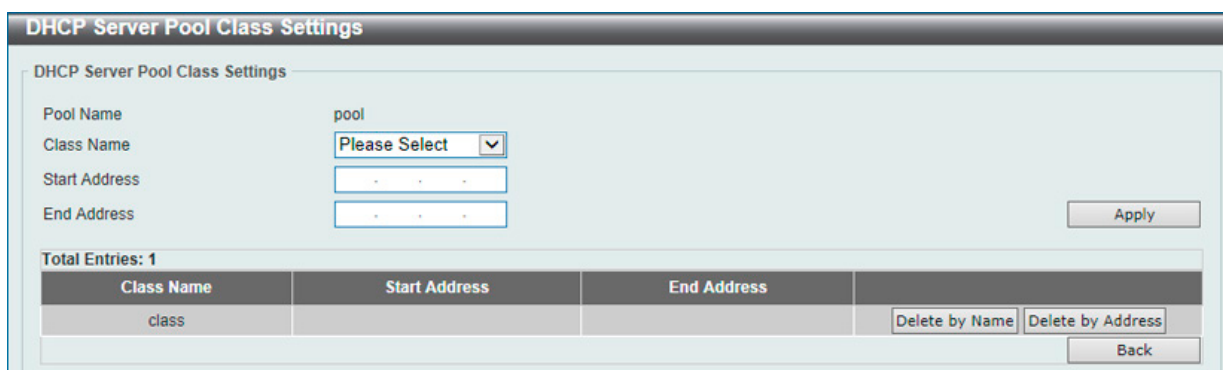 DHCP Server Pool Class Settings
DHCP Server Pool Class Settings
Pool Name pool
Class Name Please Select
Start Address . . .
End Address . . . Apply
Total Entries: 1
Class Name Start Address End Address
class Delete by Name Delete by Address
Back